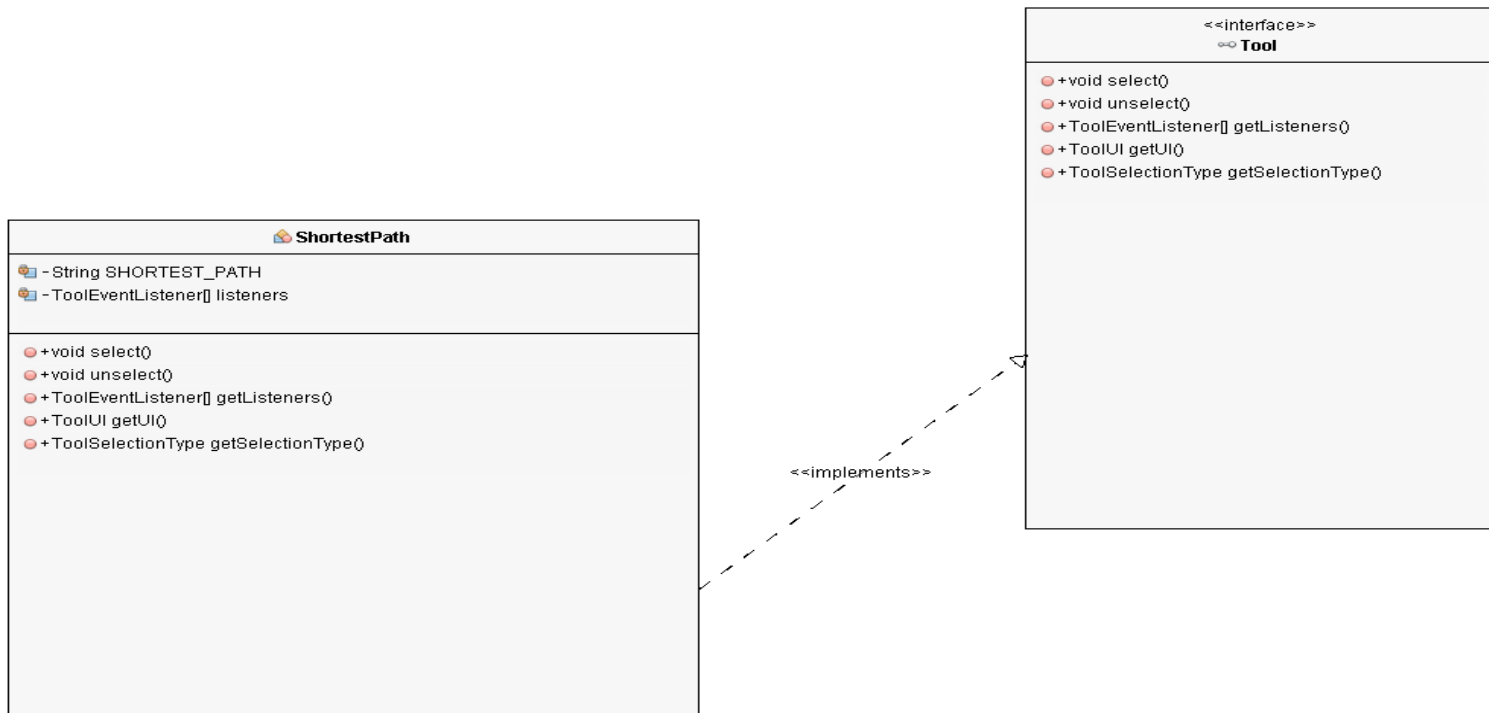 <<interface>>
Tool
+void select()
+void unselect()
+ToolEventListener[] getListeners()
+ToolUI getUI()
+ToolSelectionType getSelectionType()
ShortestPath
-String SHORTEST_PATH
-ToolEventListener[] listeners
+void select()
+void unselect()
+ToolEventListener[] getListeners()
+ToolUI getUI()
+ToolSelectionType getSelectionType()
<<implements>>